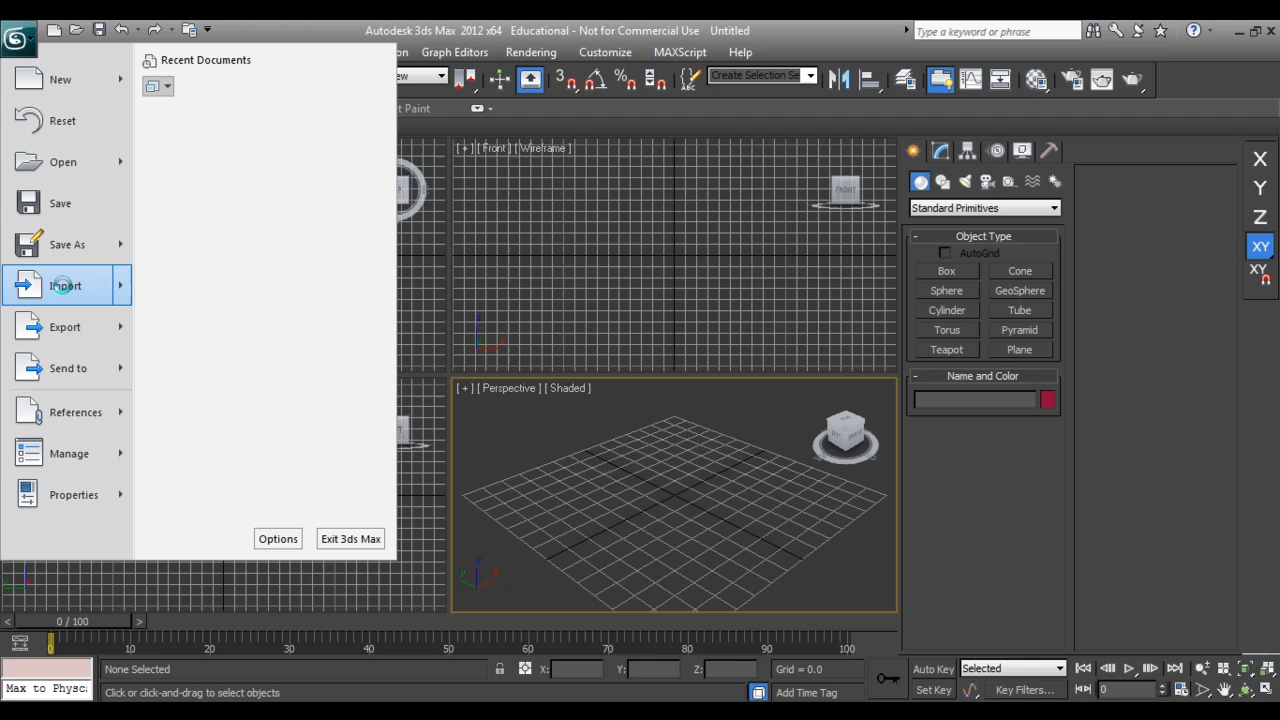 Autodesk 3ds Max 2012 x64 Educational - Not for Commercial Use Untitled
Type a keyword or phrase
Graph Editors Rendering Customize MAXScript Help
Create Selection Se
ABC
Recent Documents
New
Reset
Open
Save
Save As
Import
Export
Send to
References
Manage
Properties
Options Exit 3ds Max
[ + ] [ Front ] [ Wireframe ]
FRONT
[ + ] [ Perspective ] [ Shaded ]
Standard Primitives
Object Type
AutoGrid
Box Cone
Sphere GeoSphere
Cylinder Tube
Torus Pyramid
Teapot Plane
Name and Color
X
Y
Z
XY
XY
0 / 100
0 10 20 30 40 50 60 70 80 90 100
None Selected X: Y: Z: Grid = 0.0 Auto Key Selected
Max to Physc Click or click-and-drag to select objects Add Time Tag Set Key Key Filters... 0